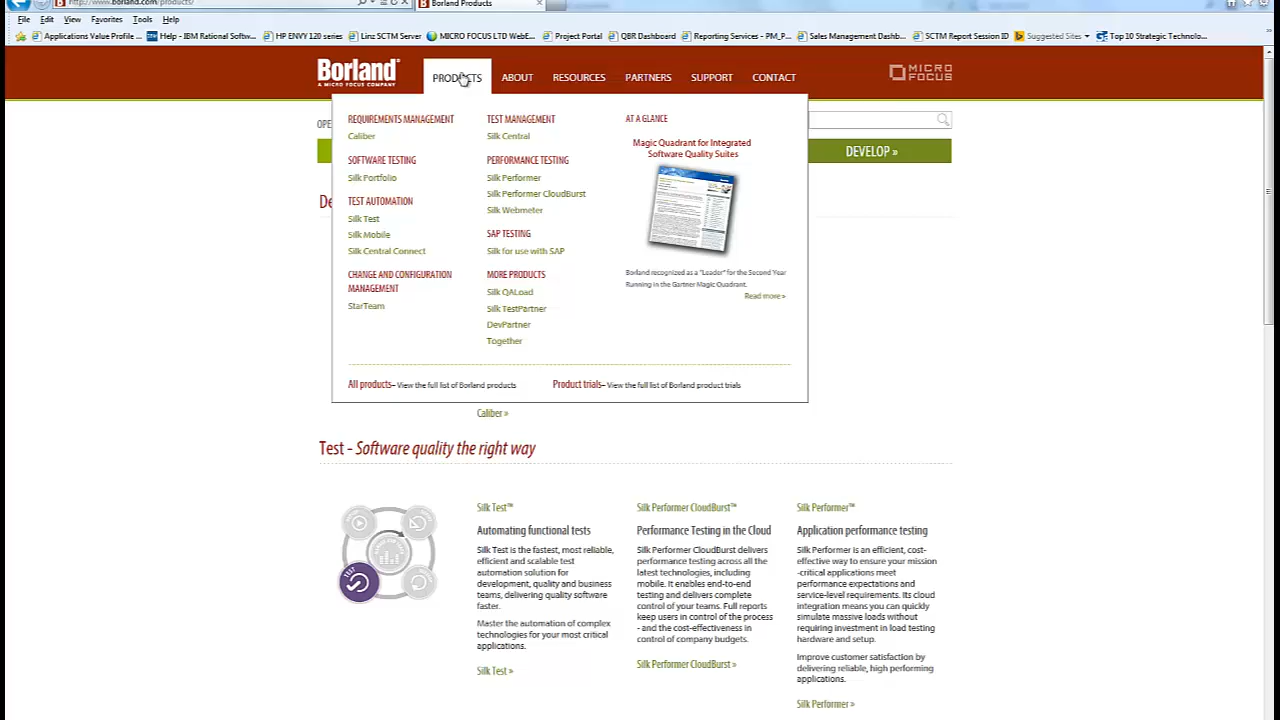 http://www.borland.com/products/
Borland Products
File Edit View Favorites Tools Help
Applications Value Profile ... Help - IBM Rational Softw... HP ENVY 120 series Linz SCTM Server MICRO FOCUS LTD WebE... Project Portal QBR Dashboard Reporting Services - PM_P... Sales Management Dashb... SCTM Report Session ID Suggested Sites Top 10 Strategic Technolo...
Borland
A MICRO FOCUS COMPANY
PRODUCTS ABOUT RESOURCES PARTNERS SUPPORT CONTACT
MICRO FOCUS
OPE
DEVELOP »
De
REQUIREMENTS MANAGEMENT
Caliber
SOFTWARE TESTING
Silk Portfolio
TEST AUTOMATION
Silk Test
Silk Mobile
Silk Central Connect
CHANGE AND CONFIGURATION
MANAGEMENT
StarTeam
TEST MANAGEMENT
Silk Central
PERFORMANCE TESTING
Silk Performer
Silk Performer CloudBurst
Silk Webmeter
SAP TESTING
Silk for use with SAP
MORE PRODUCTS
Silk QALoad
Silk TestPartner
DevPartner
Together
AT A GLANCE
Magic Quadrant for Integrated
Software Quality Suites
Borland recognized as a "Leader" for the Second Year
Running in the Gartner Magic Quadrant.
Read more »
All products– View the full list of Borland products
Product trials– View the full list of Borland product trials
Caliber »
Test - Software quality the right way
Silk Test™
Automating functional tests
Silk Test is the fastest, most reliable,
efficient and scalable test
automation solution for
development, quality and business
teams, delivering quality software
faster.
Master the automation of complex
technologies for your most critical
applications.
Silk Test »
Silk Performer CloudBurst™
Performance Testing in the Cloud
Silk Performer CloudBurst delivers
performance testing across all the
latest technologies, including
mobile. It enables end-to-end
testing and delivers complete
control of your teams. Full reports
keep users in control of the process
- and the cost-effectiveness in
control of company budgets.
Silk Performer CloudBurst »
Silk Performer™
Application performance testing
Silk Performer is an efficient, cost-
effective way to ensure your mission
-critical applications meet
performance expectations and
service-level requirements. Its cloud
integration means you can quickly
simulate massive loads without
requiring investment in load testing
hardware and setup.
Improve customer satisfaction by
delivering reliable, high performing
applications.
Silk Performer »